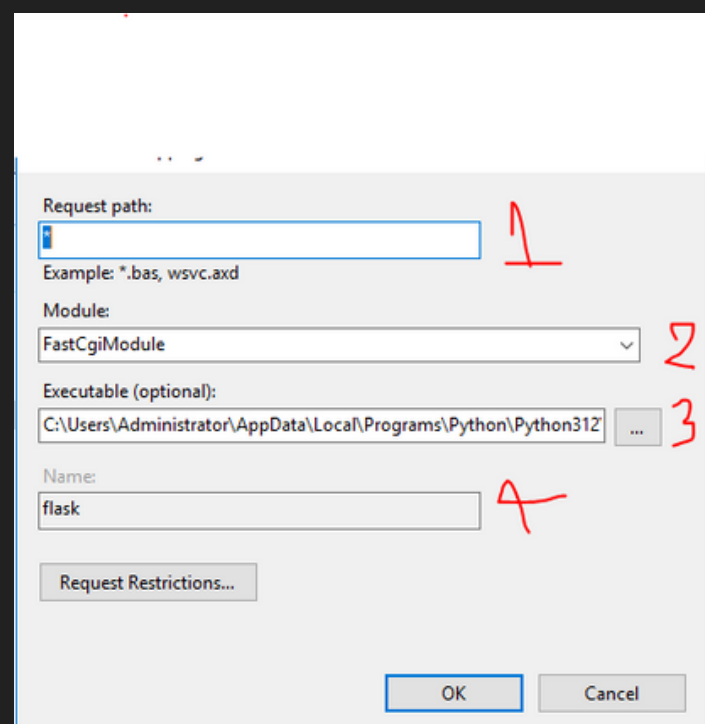 Request path:
*
1
Example: *.bas, wsvc.axd
Module:
FastCgiModule
2
Executable (optional):
C:\Users\Administrator\AppData\Local\Programs\Python\Python312
...
3
Name:
flask
4
Request Restrictions...
OK
Cancel